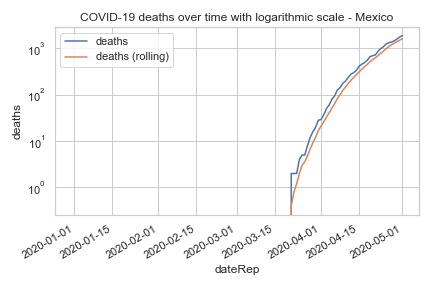 COVID-19 deaths over time with logarithmic scale - Mexico
deaths
deaths (rolling)
10³
10²
10¹
10⁰
deaths
2020-01-01
2020-01-15
2020-02-01
2020-02-15
2020-03-01
2020-03-15
2020-04-01
2020-04-15
2020-05-01
dateRep